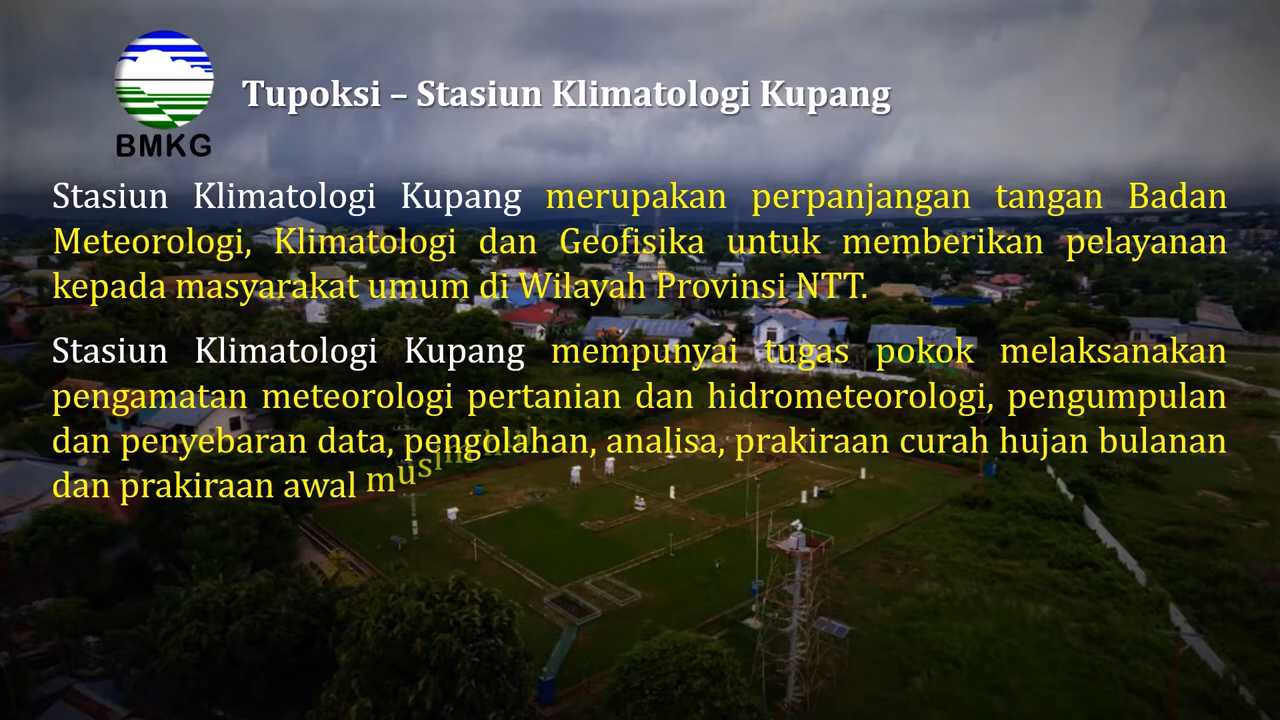 BMKG
Tupoksi – Stasiun Klimatologi Kupang
Stasiun Klimatologi Kupang merupakan perpanjangan tangan Badan
Meteorologi, Klimatologi dan Geofisika untuk memberikan pelayanan
kepada masyarakat umum di Wilayah Provinsi NTT.
Stasiun Klimatologi Kupang mempunyai tugas pokok melaksanakan
pengamatan meteorologi pertanian dan hidrometeorologi, pengumpulan
dan penyebaran data, pengolahan, analisa, prakiraan curah hujan bulanan
dan prakiraan awal musim